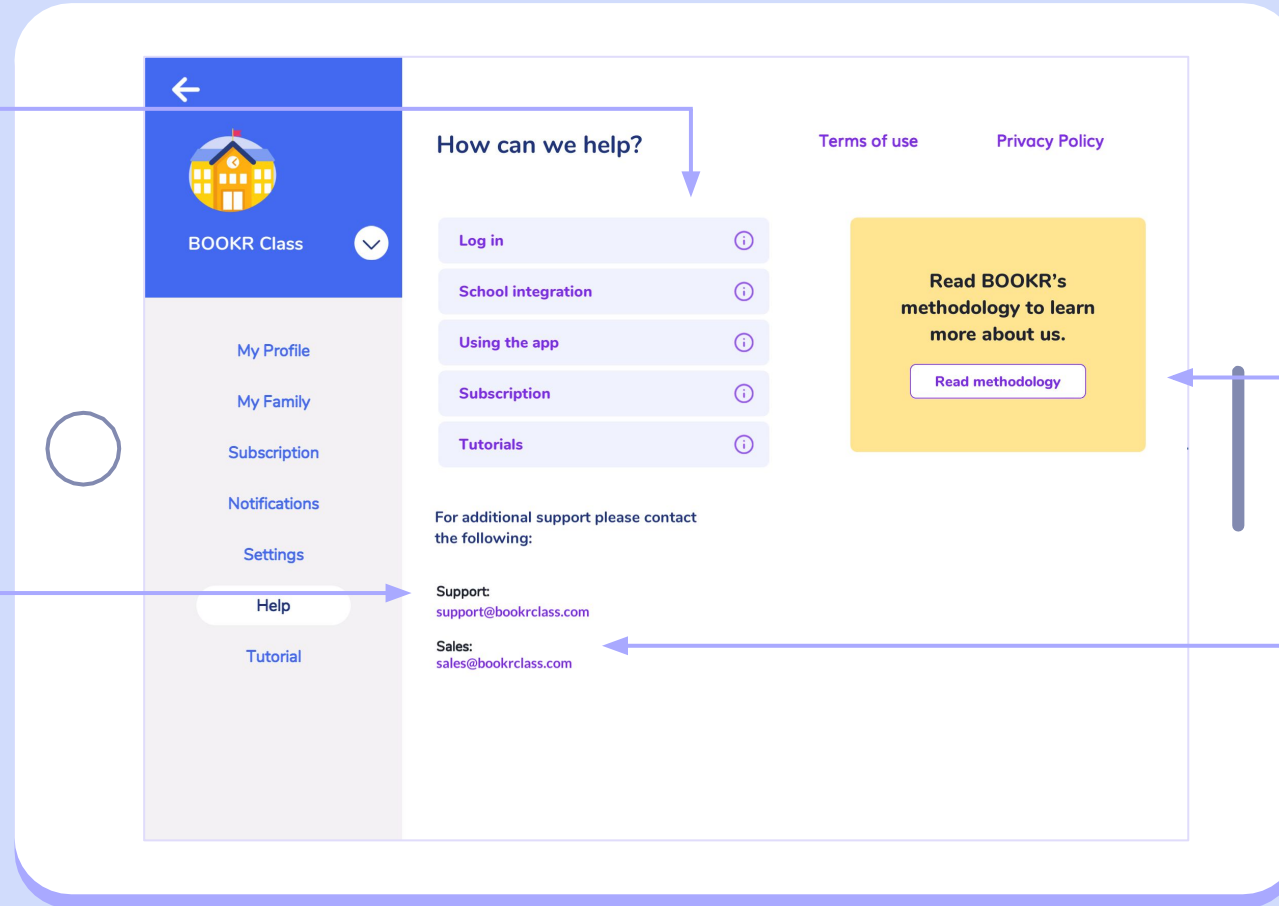 BOOKR Class
My Profile
My Family
Subscription
Notifications
Settings
Help
Tutorial
How can we help?
Terms of use
Privacy Policy
Log in
School integration
Using the app
Subscription
Tutorials
Read BOOKR's
methodology to learn
more about us.
Read methodology
For additional support please contact
the following:
Support:
support@bookrclass.com
Sales:
sales@bookrclass.com